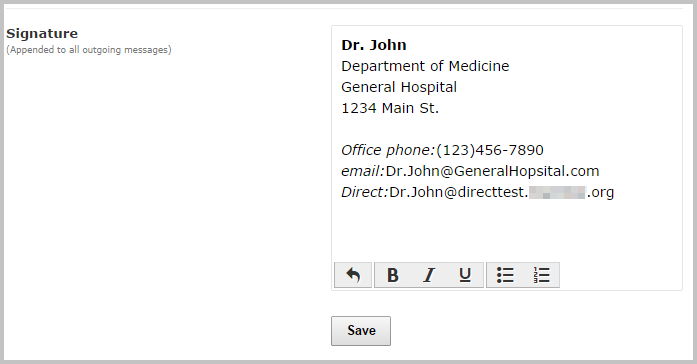 Signature
(Appended to all outgoing messages)
Dr. John
Department of Medicine
General Hospital
1234 Main St.
Office phone:(123)456-7890
email:Dr.John@GeneralHopsital.com
Direct:Dr.John@directtest. .org
B I U
Save